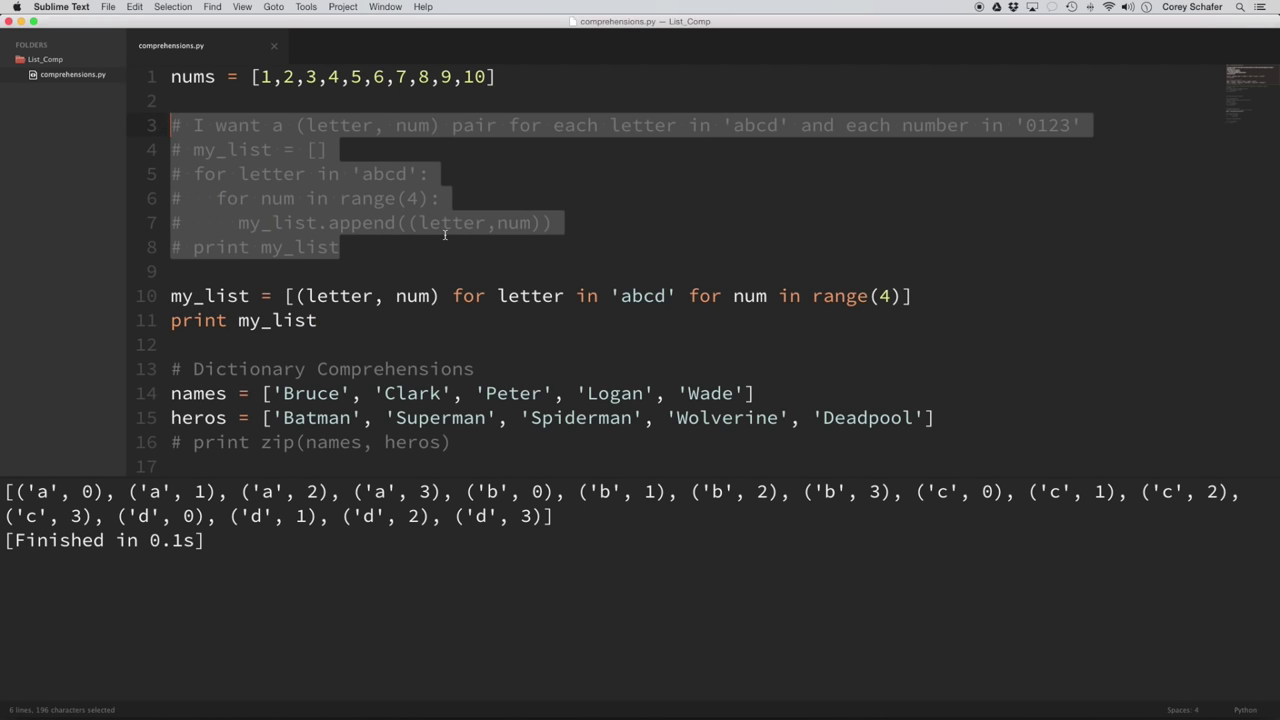 Sublime Text File Edit Selection Find View Goto Tools Project Window Help Corey Schafer
comprehensions.py — List_Comp
FOLDERS
List_Comp
comprehensions.py
comprehensions.py
1 nums = [1,2,3,4,5,6,7,8,9,10]
2
3 # I want a (letter, num) pair for each letter in 'abcd' and each number in '0123'
4 # my_list = []
5 # for letter in 'abcd':
6 #   for num in range(4):
7 #     my_list.append((letter,num))
8 # print my_list
9
10 my_list = [(letter, num) for letter in 'abcd' for num in range(4)]
11 print my_list
12
13 # Dictionary Comprehensions
14 names = ['Bruce', 'Clark', 'Peter', 'Logan', 'Wade']
15 heros = ['Batman', 'Superman', 'Spiderman', 'Wolverine', 'Deadpool']
16 # print zip(names, heros)
17
[('a', 0), ('a', 1), ('a', 2), ('a', 3), ('b', 0), ('b', 1), ('b', 2), ('b', 3), ('c', 0), ('c', 1), ('c', 2),
('c', 3), ('d', 0), ('d', 1), ('d', 2), ('d', 3)]
[Finished in 0.1s]
6 lines, 196 characters selected Spaces: 4 Python